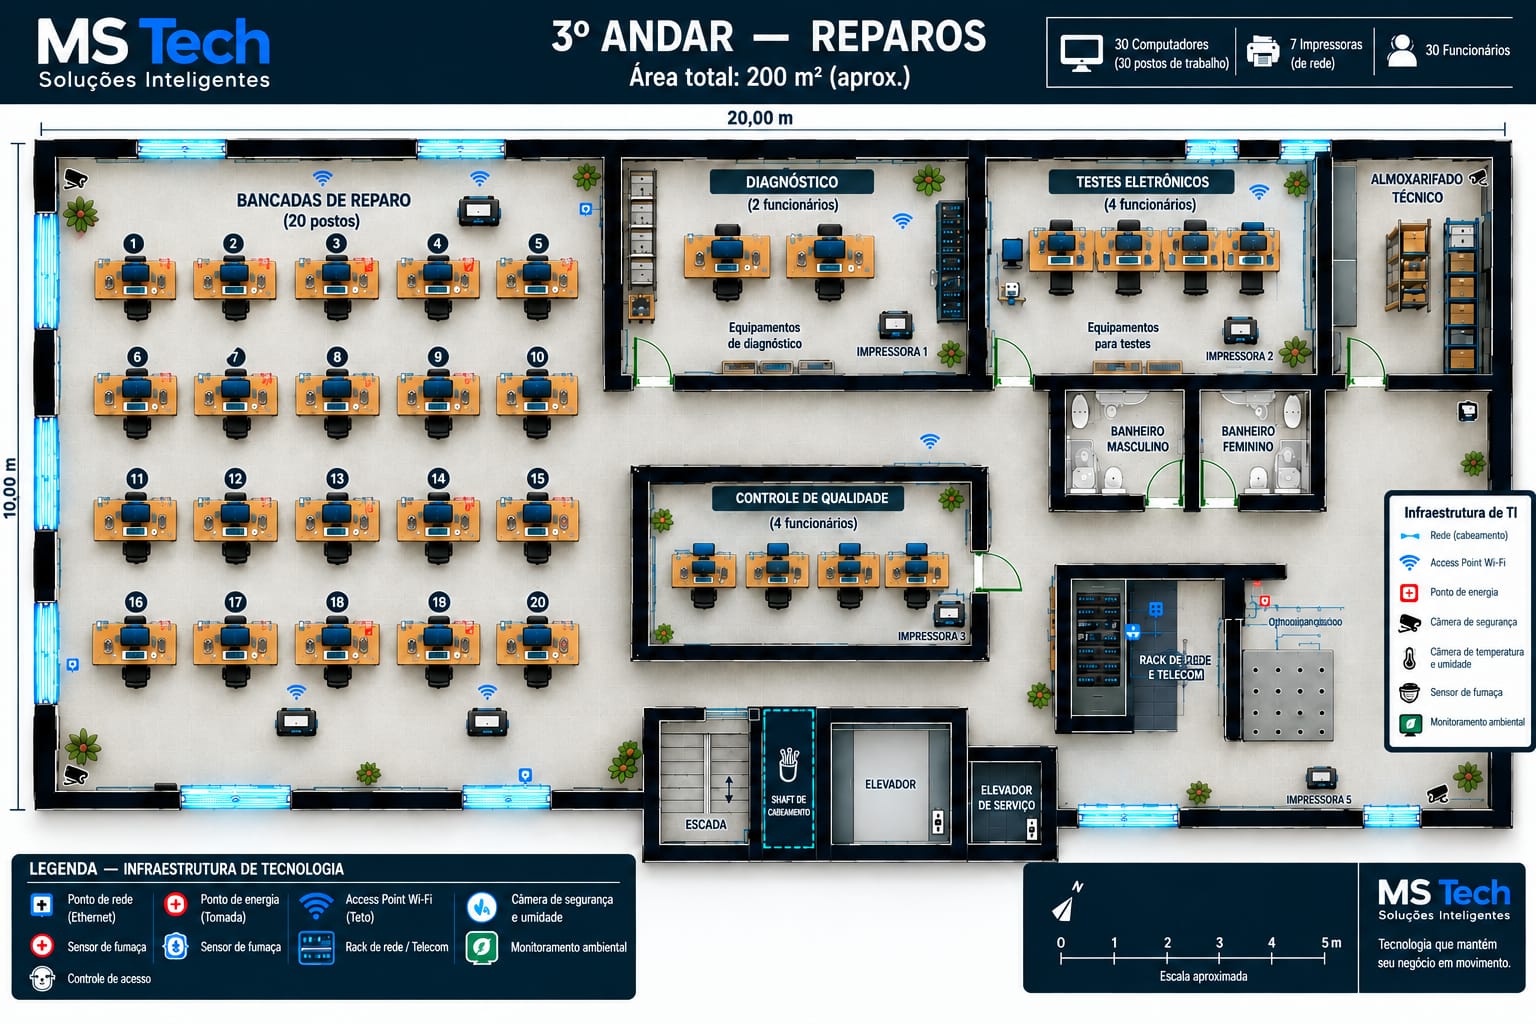 MS Tech
Soluções Inteligentes
3º ANDAR — REPAROS
Área total: 200 m² (aprox.)
30 Computadores
(30 postos de trabalho)
7 Impressoras
(de rede)
30 Funcionários
20,00 m
10,00 m
BANCADAS DE REPARO
(20 postos)
1
2
3
4
5
6
7
8
9
10
11
12
13
14
15
16
17
18
19
20
DIAGNÓSTICO
(2 funcionários)
Equipamentos
de diagnóstico
IMPRESSORA 1
TESTES ELETRÔNICOS
(4 funcionários)
Equipamentos
para testes
IMPRESSORA 2
ALMOXARIFADO
TÉCNICO
BANHEIRO
MASCULINO
BANHEIRO
FEMININO
CONTROLE DE QUALIDADE
(4 funcionários)
IMPRESSORA 3
RACK DE REDE
E TELECOM
ESCADA
SHAFT DE
CABEAMENTO
ELEVADOR
ELEVADOR
DE SERVIÇO
IMPRESSORA 5
Infraestrutura de TI
Rede (cabeamento)
Access Point Wi-Fi
Ponto de energia
Câmera de segurança
Câmera de temperatura
e umidade
Sensor de fumaça
Monitoramento ambiental
LEGENDA — INFRAESTRUTURA DE TECNOLOGIA
Ponto de rede
(Ethernet)
Ponto de energia
(Tomada)
Access Point Wi-Fi
(Teto)
Câmera de segurança
e umidade
Sensor de fumaça
Sensor de fumaça
Rack de rede / Telecom
Monitoramento ambiental
Controle de acesso
N
0 1 2 3 4 5 m
Escala aproximada
MS Tech
Soluções Inteligentes
Tecnologia que mantém
seu negócio em movimento.